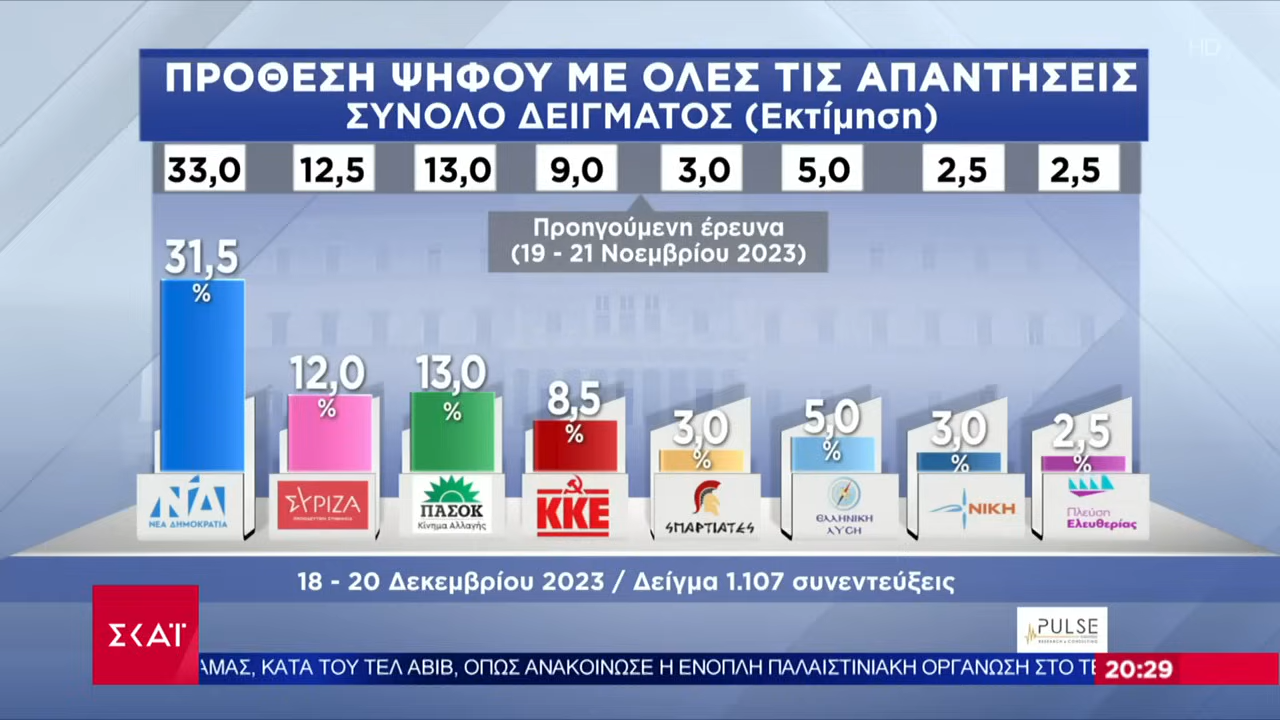 HD
ΠΡΟΘΕΣΗ ΨΗΦΟΥ ΜΕ ΟΛΕΣ ΤΙΣ ΑΠΑΝΤΗΣΕΙΣ
ΣΥΝΟΛΟ ΔΕΙΓΜΑΤΟΣ (Εκτίμηση)
33,0 12,5 13,0 9,0 3,0 5,0 2,5 2,5
Προηγούμενη έρευνα
(19 - 21 Νοεμβρίου 2023)
31,5 % 12,0 % 13,0 % 8,5 % 3,0 % 5,0 % 3,0 % 2,5 %
ΝΔ
ΝΕΑ ΔΗΜΟΚΡΑΤΙΑ
ΣΥΡΙΖΑ
ΠΑΣΟΚ
Κίνημα Αλλαγής
ΚΚΕ
ΣΠΑΡΤΙΑΤΕΣ
ΕΛΛΗΝΙΚΗ
ΛΥΣΗ
ΝΙΚΗ
Πλεύση
Ελευθερίας
18 - 20 Δεκεμβρίου 2023 / Δείγμα 1.107 συνεντεύξεις
ΣΚΑΪ
PULSE
RESEARCH & CONSULTING
ΑΜΑΣ, ΚΑΤΑ ΤΟΥ ΤΕΛ ΑΒΙΒ, ΟΠΩΣ ΑΝΑΚΟΙΝΩΣΕ Η ΕΝΟΠΛΗ ΠΑΛΑΙΣΤΙΝΙΑΚΗ ΟΡΓΑΝΩΣΗ ΣΤΟ ΤΕ
20:29